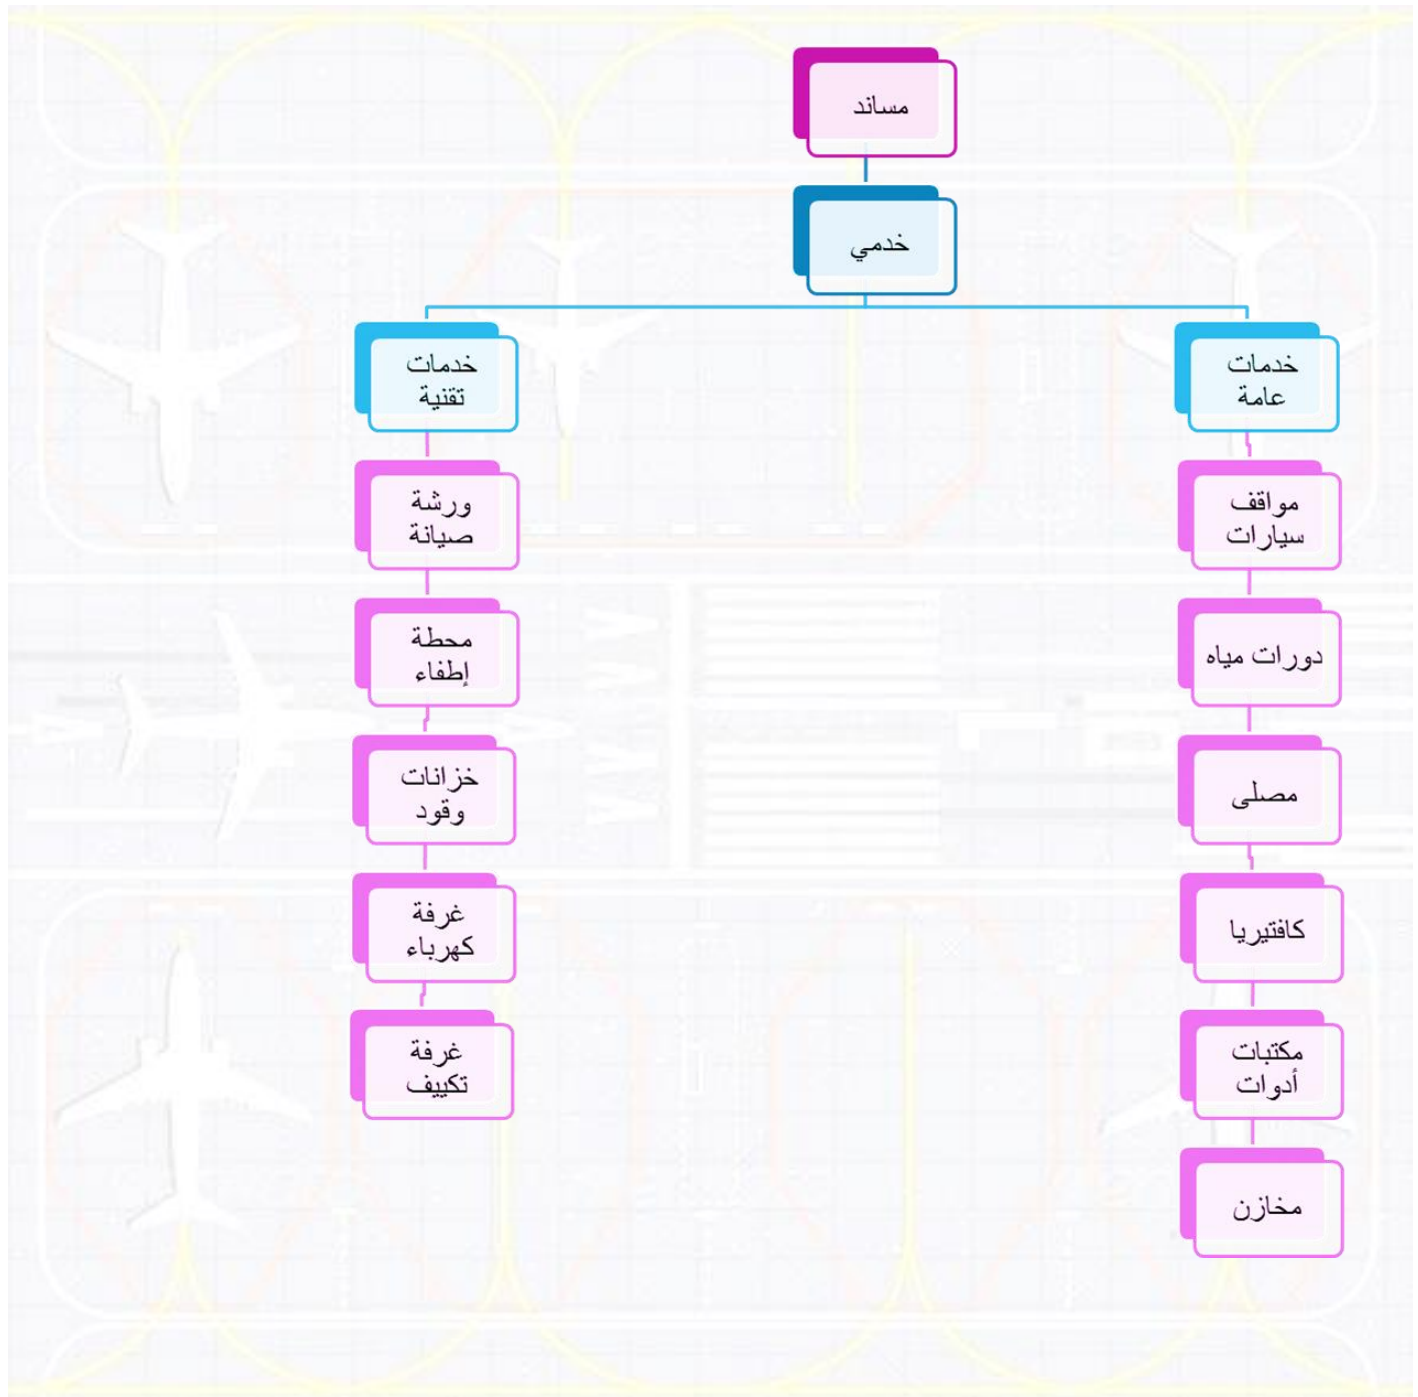 مساند
خدمي
خدمات
عامة
خدمات
تقنية
مواقف
سيارات
ورشة
صيانة
دورات مياه
محطة
إطفاء
مصلى
خزانات
وقود
كافتيريا
غرفة
كهرباء
مكتبات
أدوات
غرفة
تكييف
مخازن